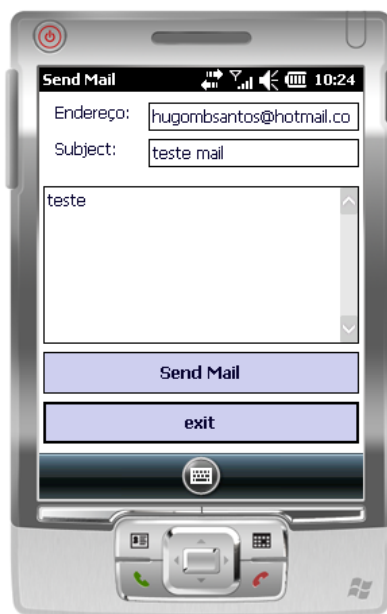 Send Mail 10:24
Endereço: hugombsantos@hotmail.co
Subject: teste mail
teste
Send Mail
exit